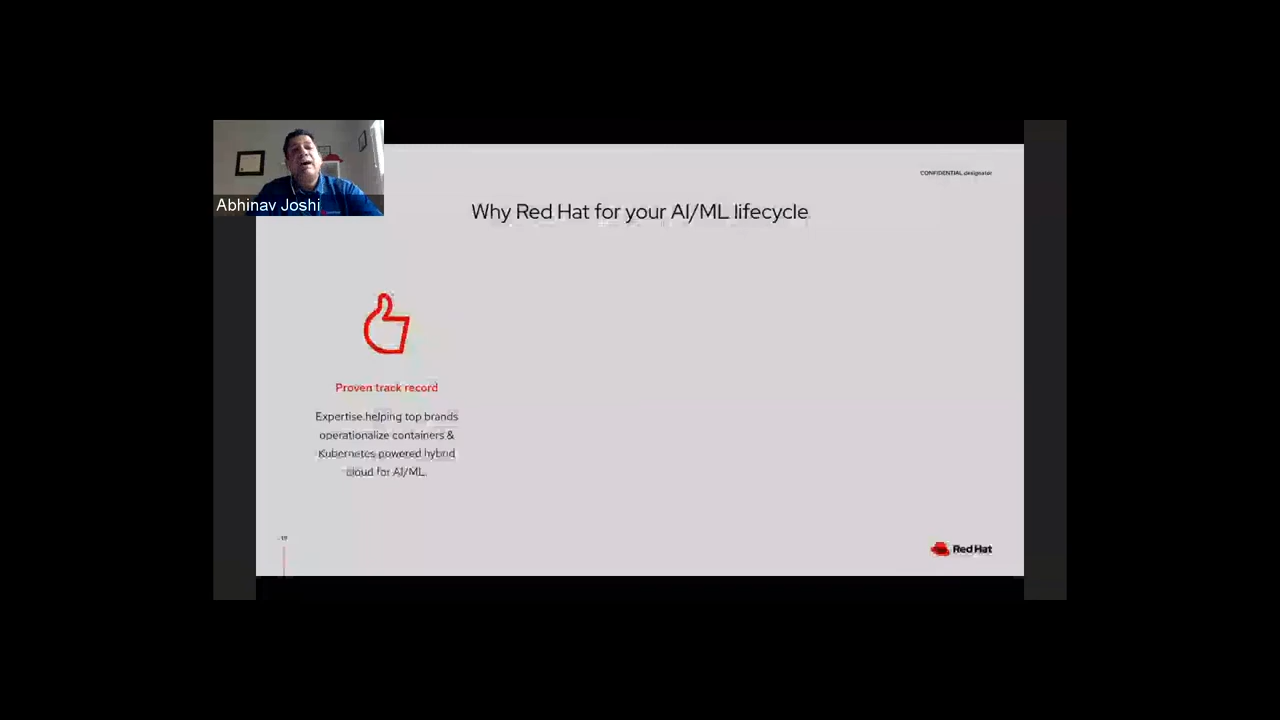 Abhinav Joshi
CONFIDENTIAL designator
Why Red Hat for your AI/ML lifecycle
Proven track record
Expertise helping top brands
operationalize containers &
Kubernetes powered hybrid
cloud for AI/ML.
19
Red Hat